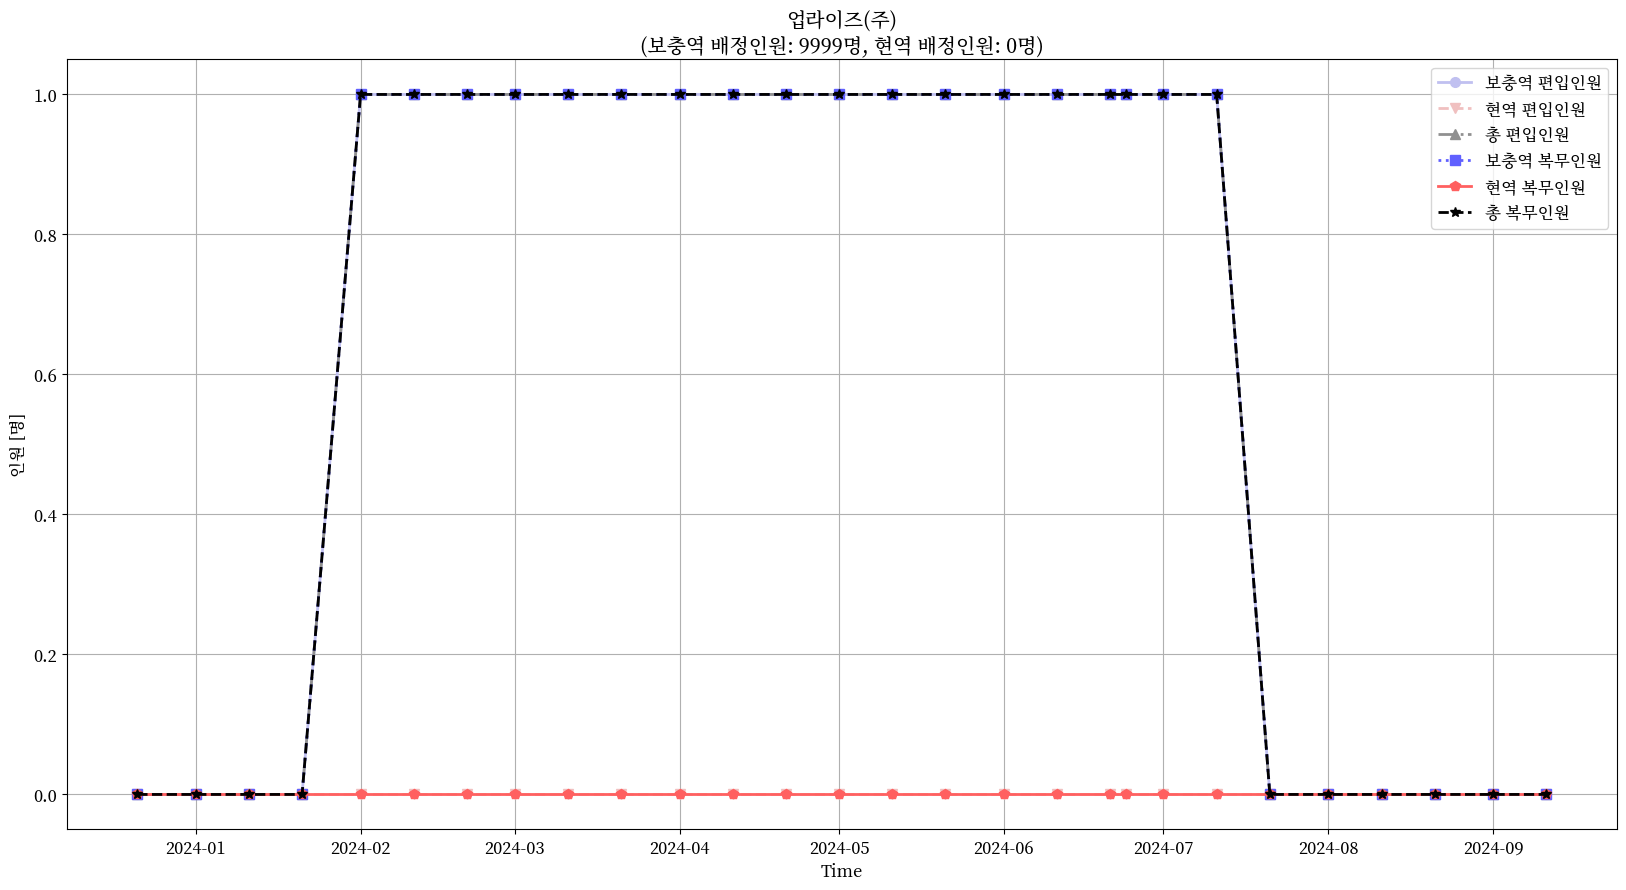 업라이즈(주)
(보충역 배정인원: 9999명, 현역 배정인원: 0명)
보충역 편입인원
현역 편입인원
총 편입인원
보충역 복무인원
현역 복무인원
총 복무인원
인원 [명]
1.0
0.8
0.6
0.4
0.2
0.0
2024-01 2024-02 2024-03 2024-04 2024-05 2024-06 2024-07 2024-08 2024-09
Time